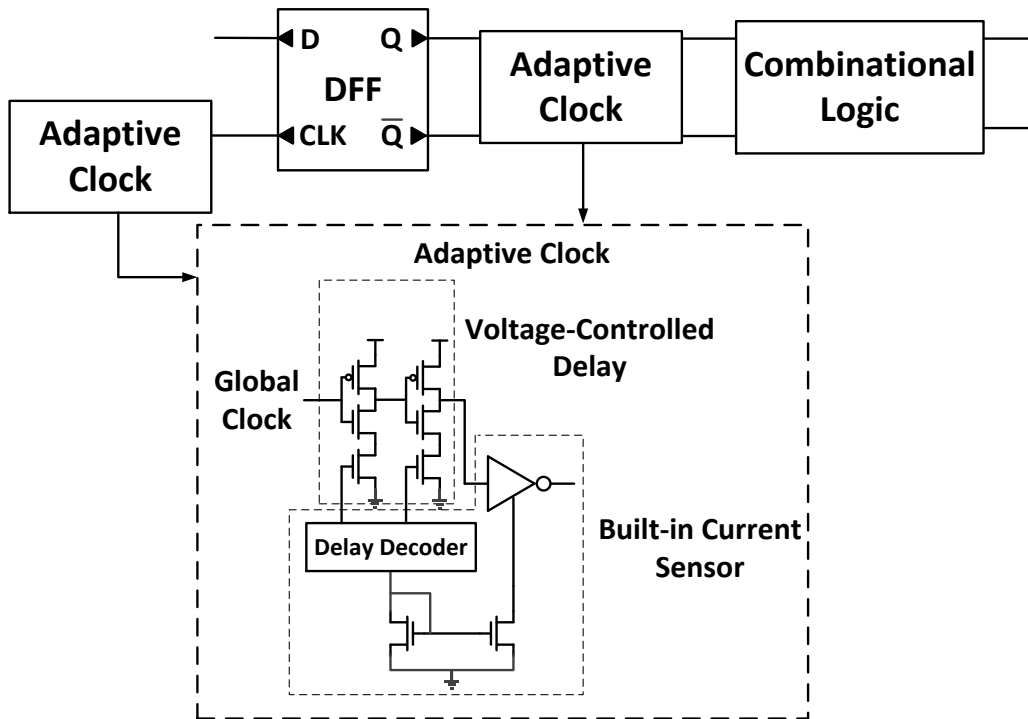 D Q
DFF
CLK Q̅
Adaptive
Clock
Combinational
Logic
Adaptive
Clock
Adaptive Clock
Voltage-Controlled
Delay
Global
Clock
Delay Decoder
Built-in Current
Sensor